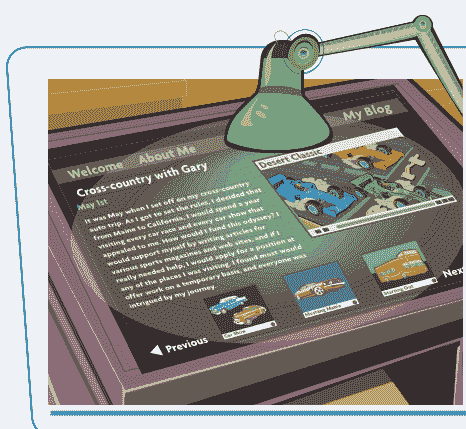 Welcome About Me My Blog
Cross-country with Gary
May 1st
It was May when I set off on my cross-country
auto trip. As I got to set the rules, I decided that
from Maine to California. I would spend a year
visiting every car race and every car show that
appealed to me. How would I fund this odyssey? I
would support myself by writing articles for
various sports magazines and web sites, and if I
really needed help, I would apply for a position at
any of the places I was visiting. I found most would
offer work on a temporary basis, and everyone was
intrigued by my journey.
Desert Classic
Car Show
Morning Out
Previous
Next